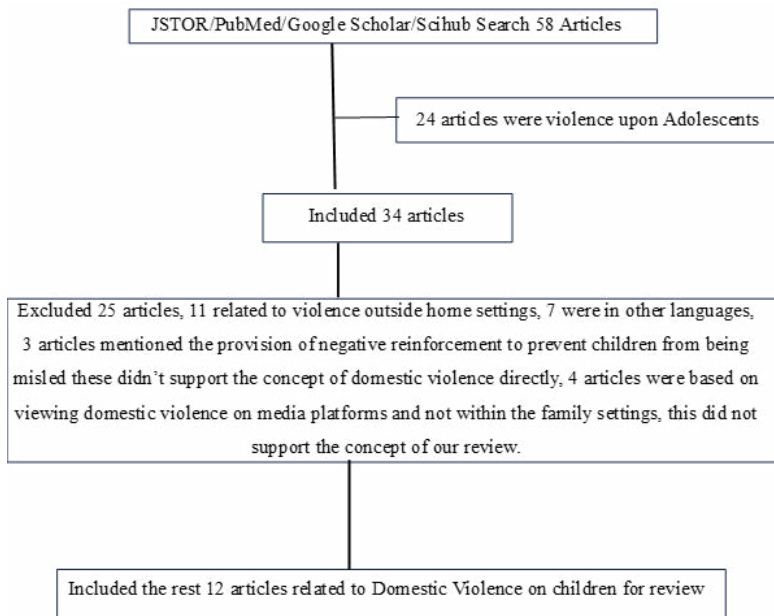 JSTOR/PubMed/Google Scholar/Scihub Search 58 Articles
24 articles were violence upon Adolescents
Included 34 articles
Excluded 25 articles, 11 related to violence outside home settings, 7 were in other languages,
3 articles mentioned the provision of negative reinforcement to prevent children from being
misled these didn't support the concept of domestic violence directly, 4 articles were based on
viewing domestic violence on media platforms and not within the family settings, this did not
support the concept of our review.
Included the rest 12 articles related to Domestic Violence on children for review